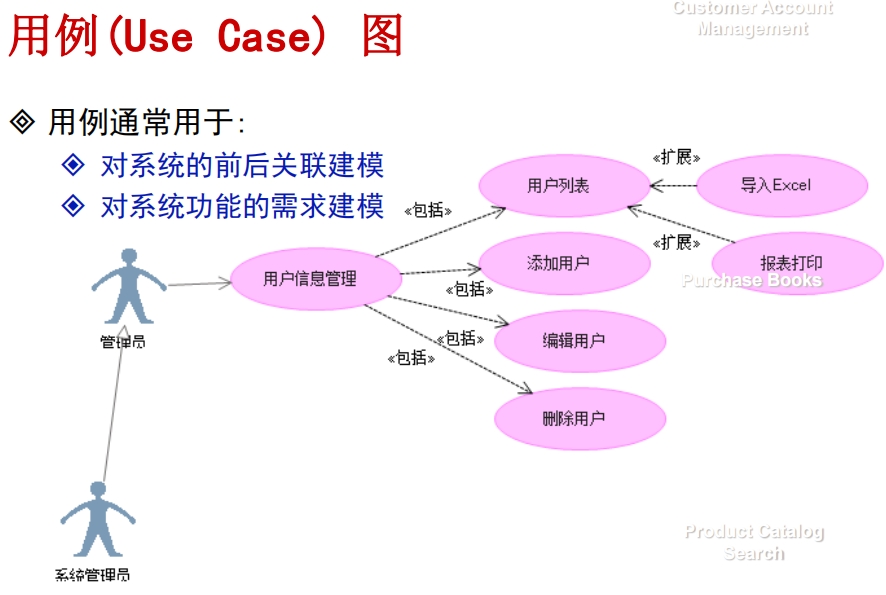 用例(Use Case) 图
Customer Account
Management
用例通常用于:
对系统的前后关联建模
对系统功能的需求建模
«扩展»
用户列表
导入Excel
«包括»
«扩展»
用户信息管理
添加用户
报表打印
Purchase Books
«包括»
管理员
«包括»
编辑用户
«包括»
删除用户
Product Catalog
Search
系统管理员